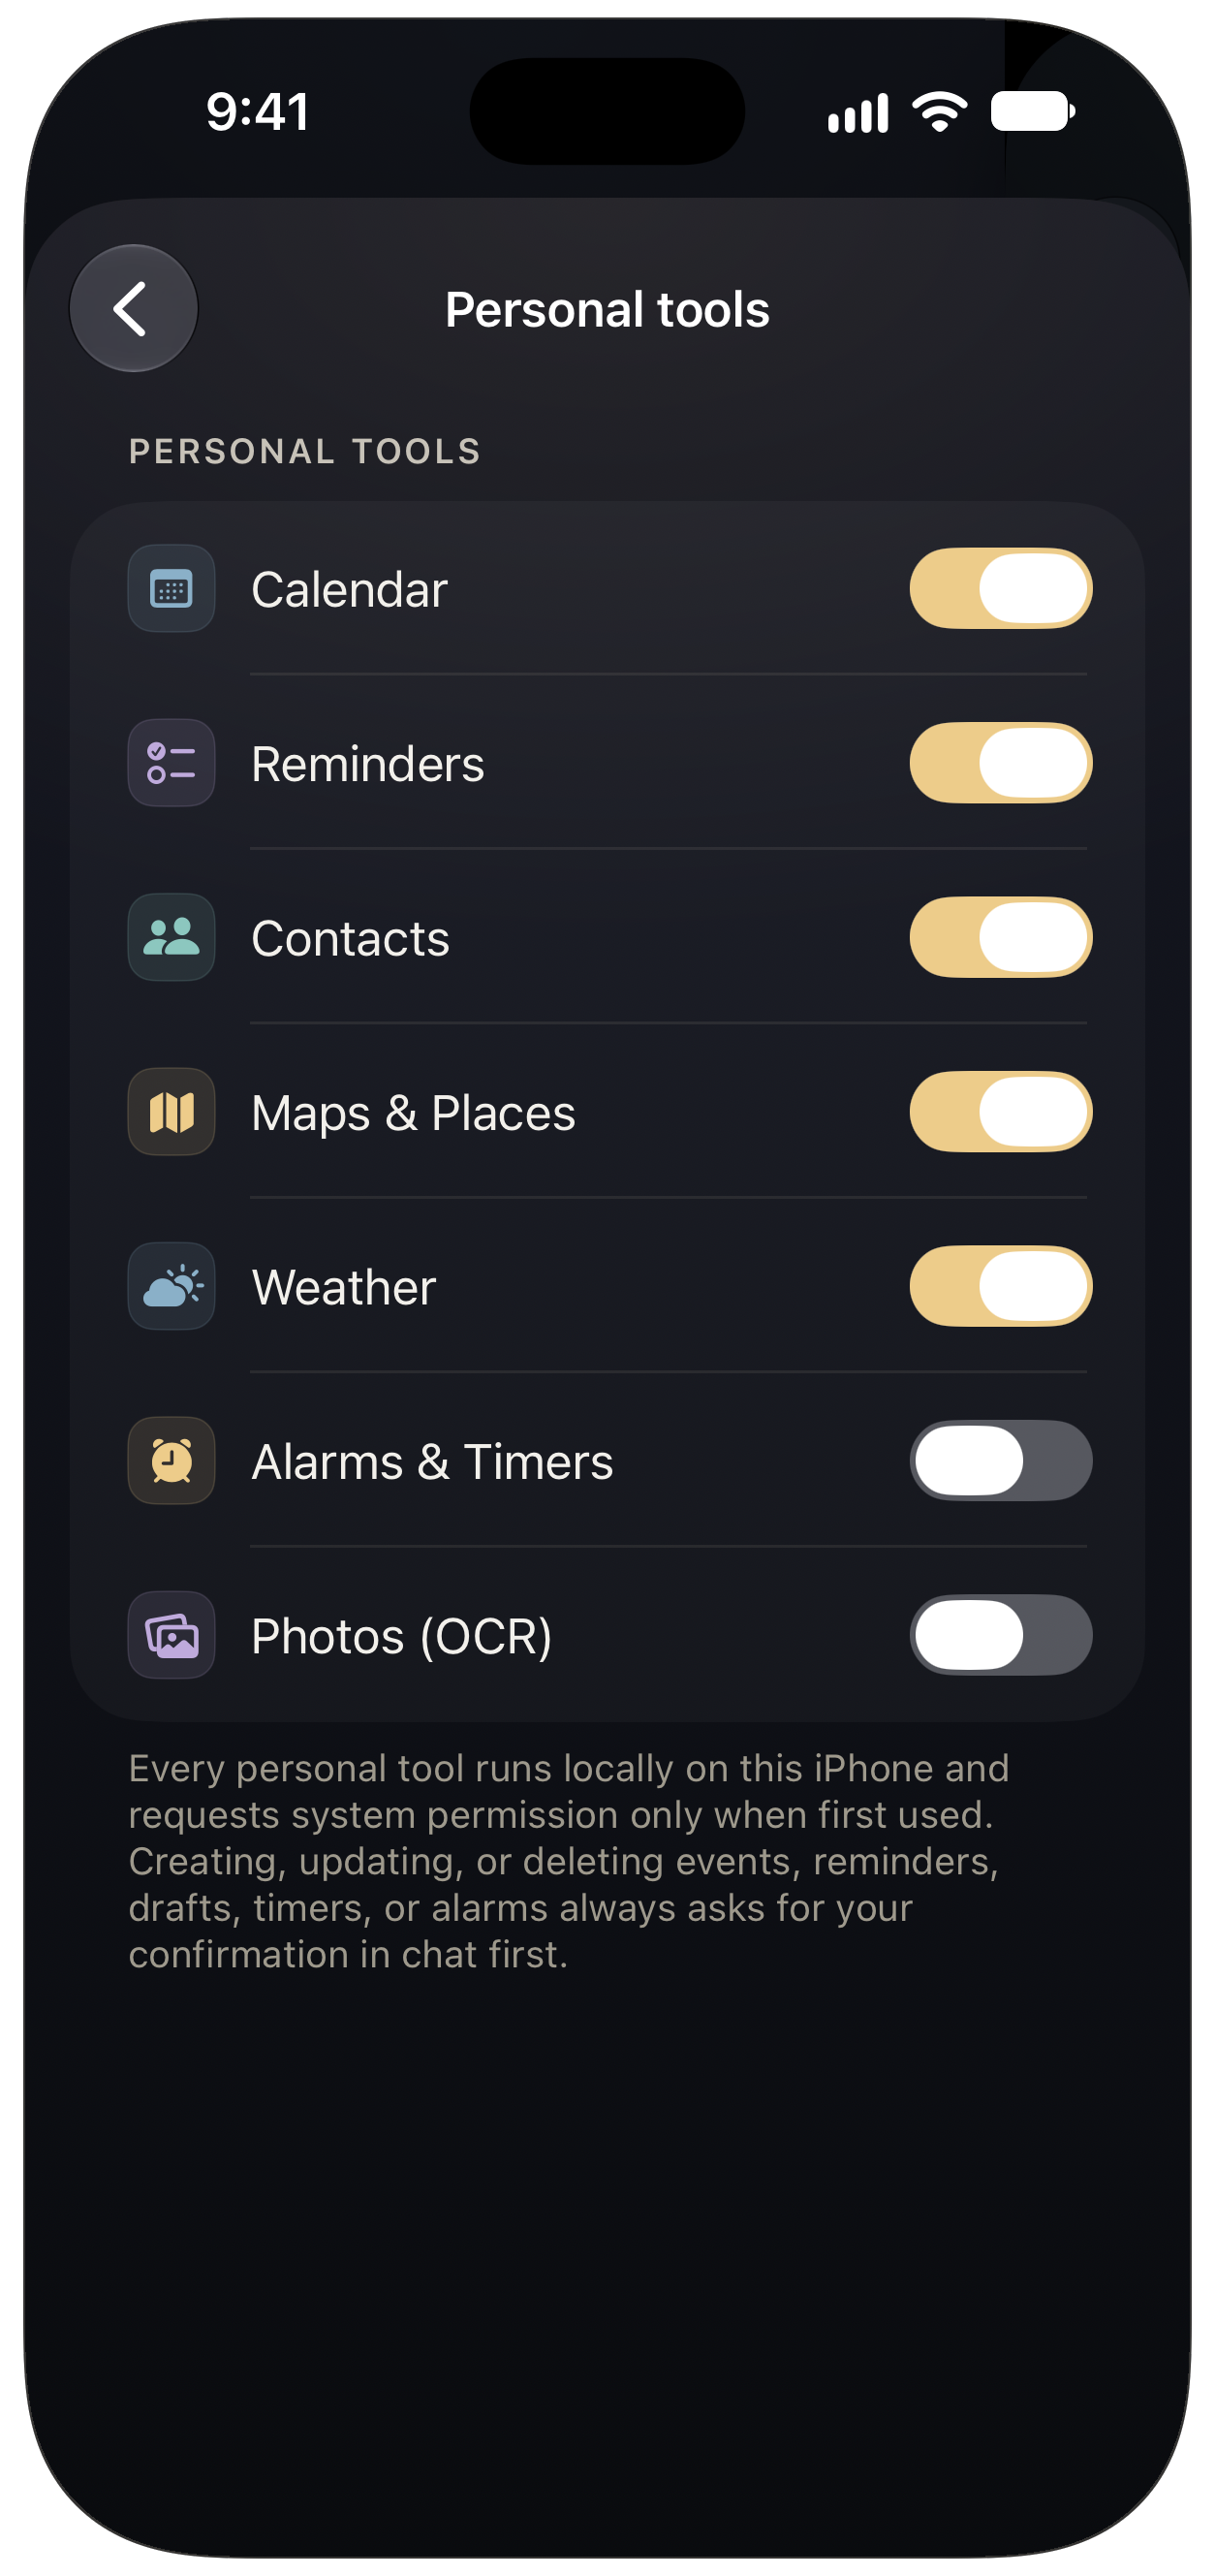 9:41
Personal tools
PERSONAL TOOLS
Calendar
Reminders
Contacts
Maps & Places
Weather
Alarms & Timers
Photos (OCR)
Every personal tool runs locally on this iPhone and
requests system permission only when first used.
Creating, updating, or deleting events, reminders,
drafts, timers, or alarms always asks for your
confirmation in chat first.